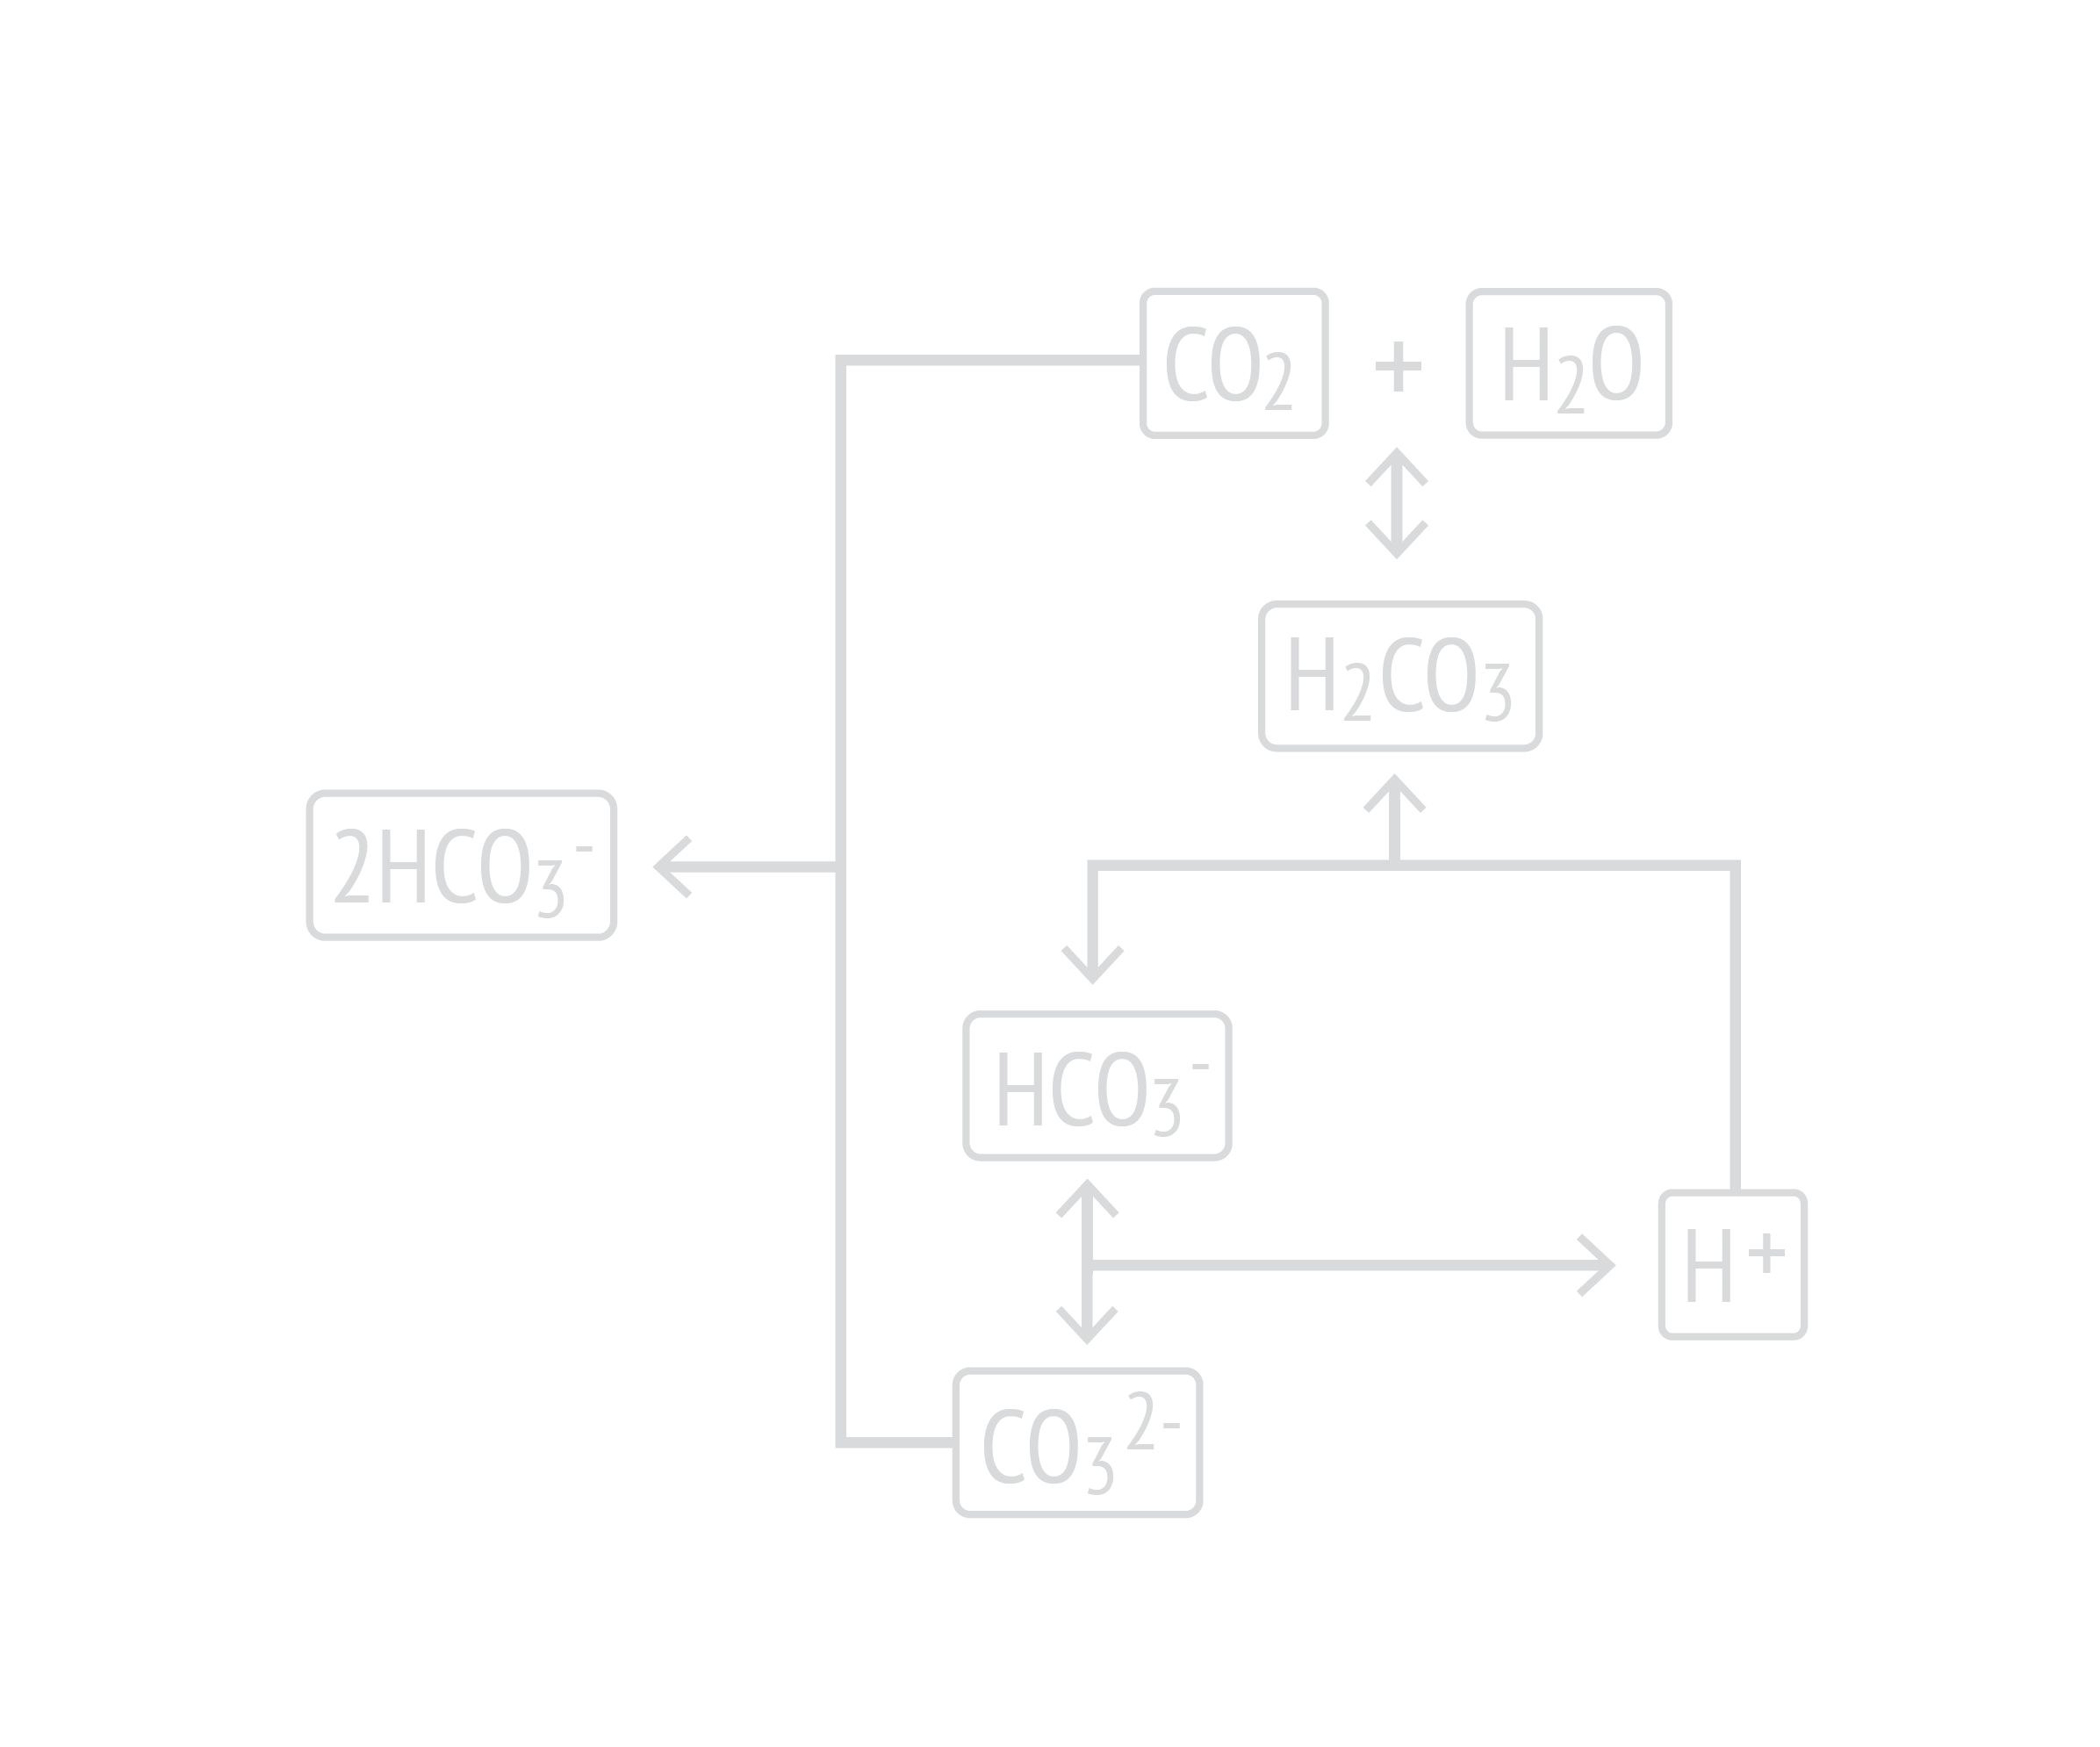 CO₂ + H₂O
H₂CO₃
2HCO₃⁻
HCO₃⁻
H⁺
CO₃²⁻